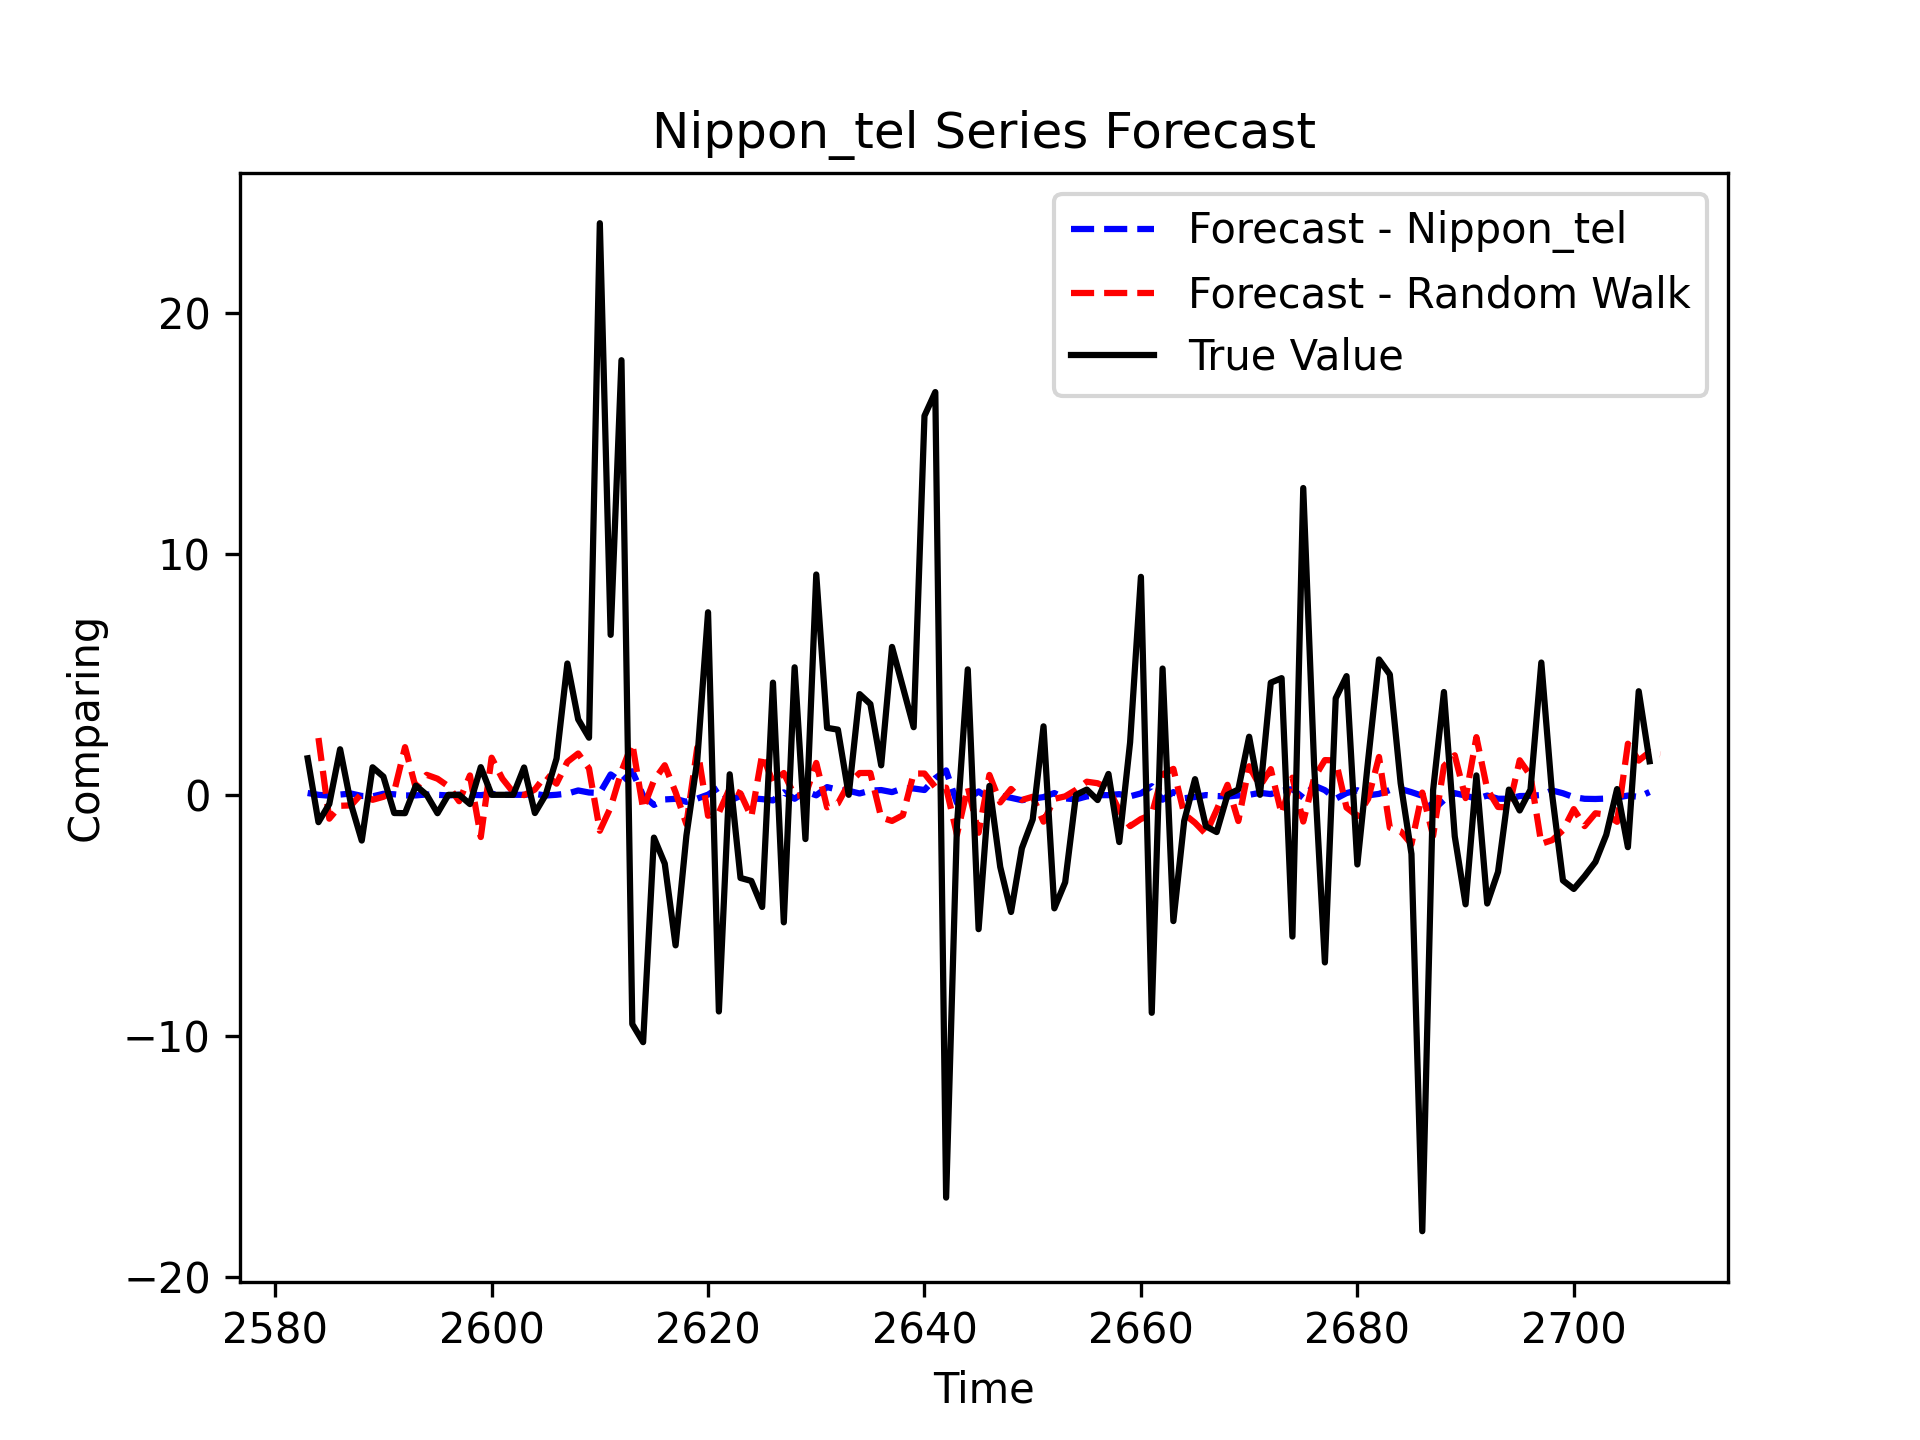 Nippon_tel Series Forecast
Forecast - Nippon_tel
Forecast - Random Walk
True Value
Comparing
20
10
0
−10
−20
2580
2600
2620
2640
2660
2680
2700
Time